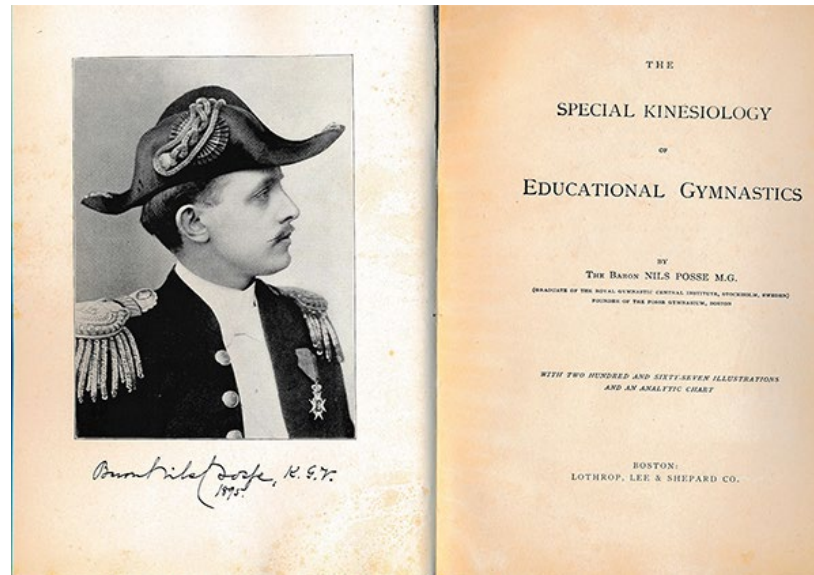 Baron Nils Posse, K.G.V.
1895.
THE
SPECIAL KINESIOLOGY
OF
EDUCATIONAL GYMNASTICS
BY
THE BARON NILS POSSE M.G.
(GRADUATE OF THE ROYAL GYMNASTIC CENTRAL INSTITUTE, STOCKHOLM, SWEDEN)
FOUNDER OF THE POSSE GYMNASIUM, BOSTON
WITH TWO HUNDRED AND SIXTY-SEVEN ILLUSTRATIONS
AND AN ANALYTIC CHART
BOSTON:
LOTHROP, LEE & SHEPARD CO.